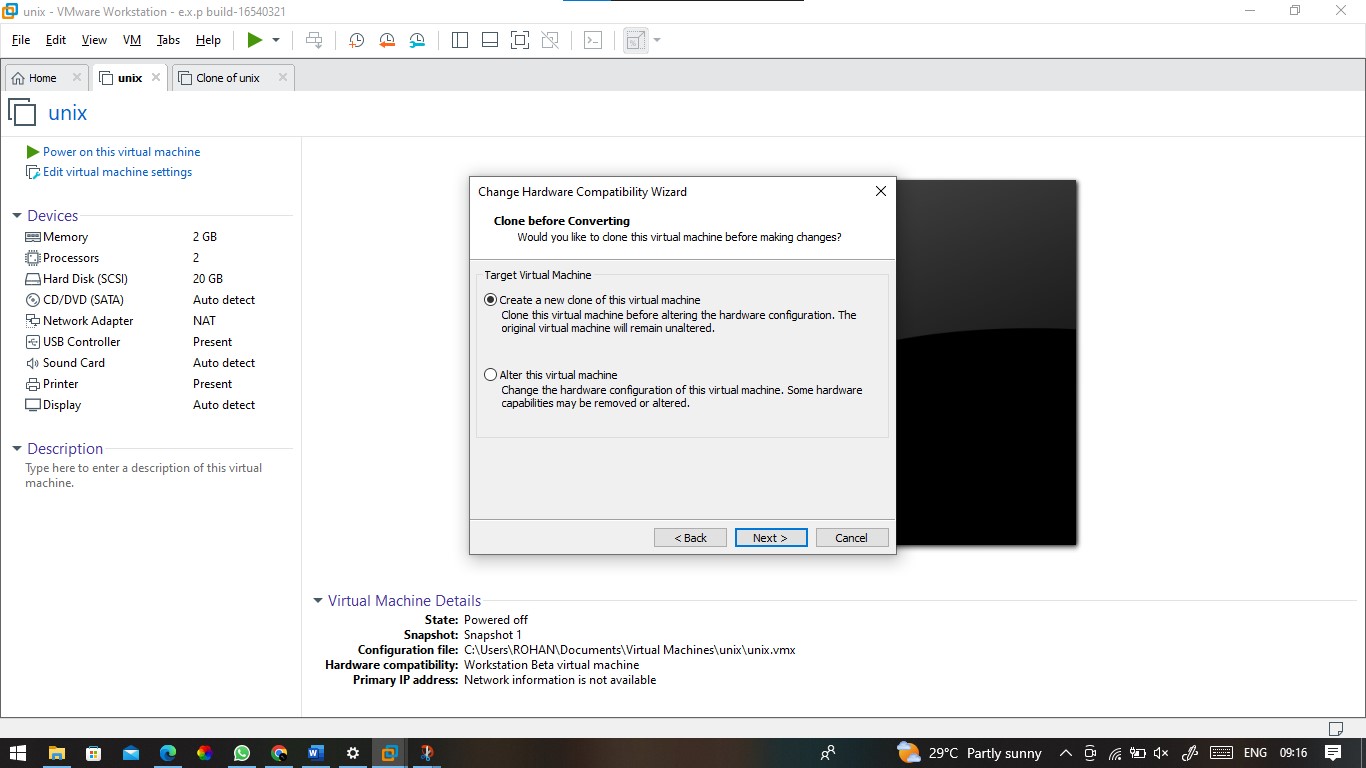 unix - VMware Workstation - e.x.p build-16540321
File Edit View VM Tabs Help
Home unix Clone of unix
unix
Power on this virtual machine
Edit virtual machine settings
Devices
Memory 2 GB
Processors 2
Hard Disk (SCSI) 20 GB
CD/DVD (SATA) Auto detect
Network Adapter NAT
USB Controller Present
Sound Card Auto detect
Printer Present
Display Auto detect
Description
Type here to enter a description of this virtual
machine.
Change Hardware Compatibility Wizard
Clone before Converting
Would you like to clone this virtual machine before making changes?
Target Virtual Machine
Create a new clone of this virtual machine
Clone this virtual machine before altering the hardware configuration. The
original virtual machine will remain unaltered.
Alter this virtual machine
Change the hardware configuration of this virtual machine. Some hardware
capabilities may be removed or altered.
< Back Next > Cancel
Virtual Machine Details
State: Powered off
Snapshot: Snapshot 1
Configuration file: C:\Users\ROHAN\Documents\Virtual Machines\unix\unix.vmx
Hardware compatibility: Workstation Beta virtual machine
Primary IP address: Network information is not available
29°C Partly sunny ENG 09:16